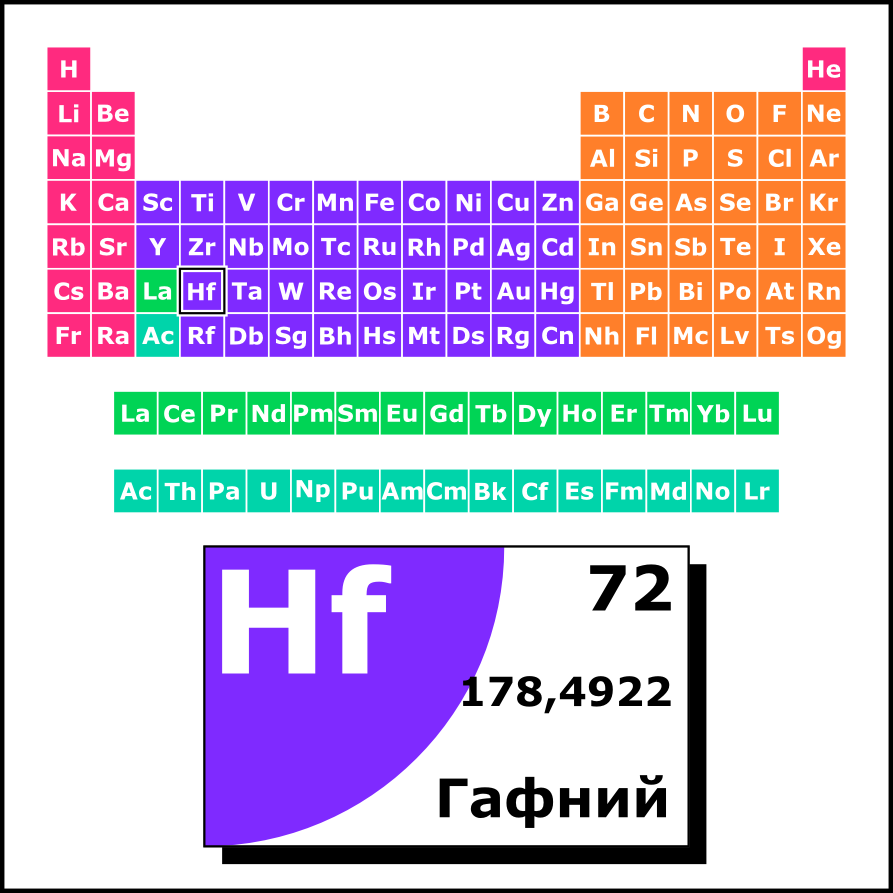 H He
Li Be B C N O F Ne
Na Mg Al Si P S Cl Ar
K Ca Sc Ti V Cr Mn Fe Co Ni Cu Zn Ga Ge As Se Br Kr
Rb Sr Y Zr Nb Mo Tc Ru Rh Pd Ag Cd In Sn Sb Te I Xe
Cs Ba La Hf Ta W Re Os Ir Pt Au Hg Tl Pb Bi Po At Rn
Fr Ra Ac Rf Db Sg Bh Hs Mt Ds Rg Cn Nh Fl Mc Lv Ts Og
La Ce Pr Nd Pm Sm Eu Gd Tb Dy Ho Er Tm Yb Lu
Ac Th Pa U Np Pu Am Cm Bk Cf Es Fm Md No Lr
Hf 72
178,4922
Гафний